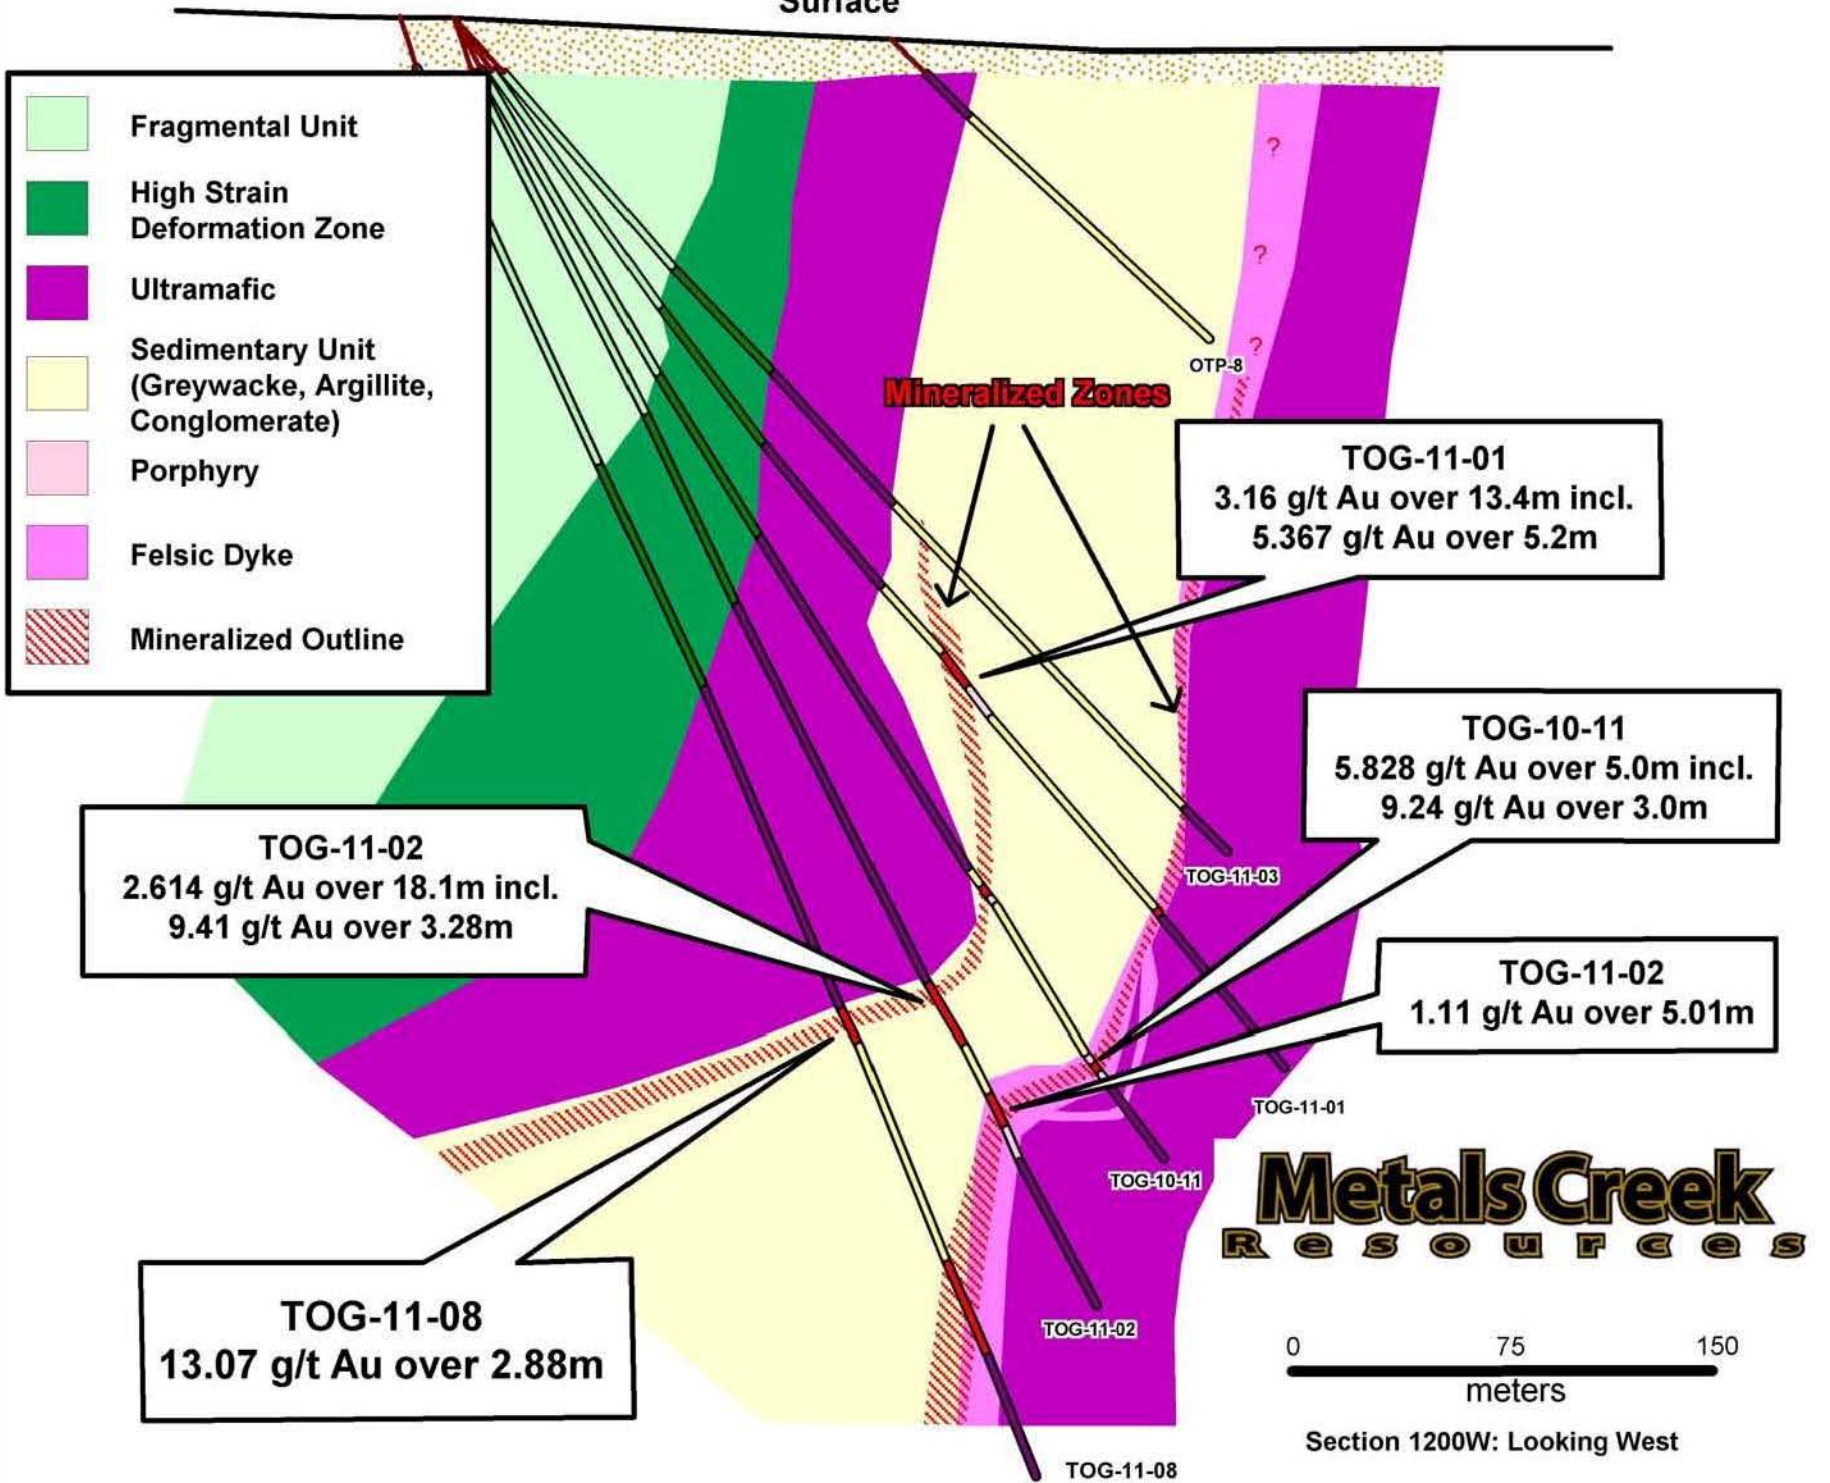 Surface
Fragmental Unit
High Strain
Deformation Zone
Ultramafic
Sedimentary Unit
(Greywacke, Argillite,
Conglomerate)
Porphyry
Felsic Dyke
Mineralized Outline
?
?
?
OTP-8
Mineralized Zones
TOG-11-01
3.16 g/t Au over 13.4m incl.
5.367 g/t Au over 5.2m
TOG-10-11
5.828 g/t Au over 5.0m incl.
9.24 g/t Au over 3.0m
TOG-11-02
2.614 g/t Au over 18.1m incl.
9.41 g/t Au over 3.28m
TOG-11-03
TOG-11-02
1.11 g/t Au over 5.01m
TOG-11-01
TOG-10-11
Metals Creek
Resources
TOG-11-08
13.07 g/t Au over 2.88m
TOG-11-02
0 75 150
meters
Section 1200W: Looking West
TOG-11-08